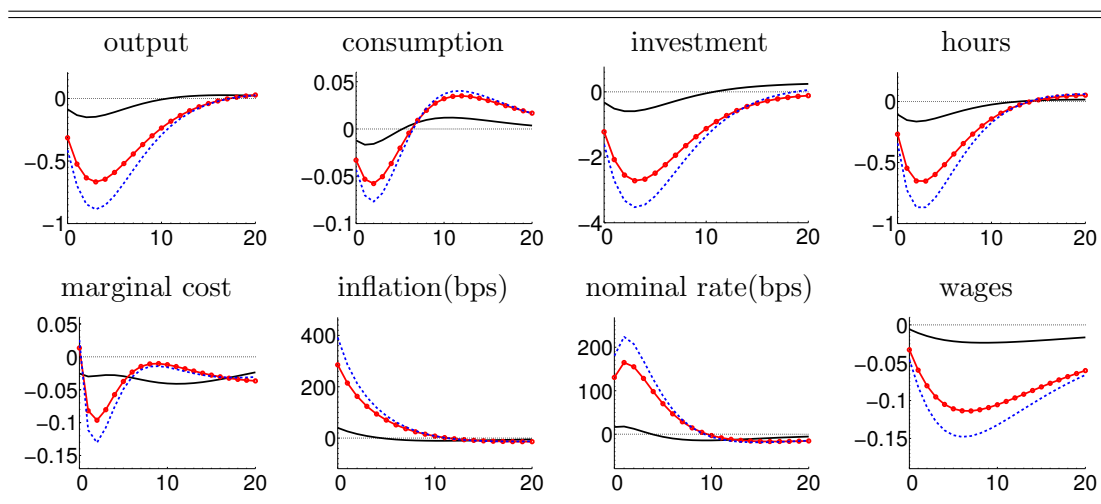 output consumption investment hours
0 −0.5 −1 0 10 20
0.05 0 −0.05 −0.1 0 10 20
0 −2 −4 0 10 20
0 −0.5 −1 0 10 20
marginal cost inflation(bps) nominal rate(bps) wages
0.05 0 −0.05 −0.1 −0.15 0 10 20
400 200 0 0 10 20
200 100 0 0 10 20
0 −0.05 −0.1 −0.15 0 10 20